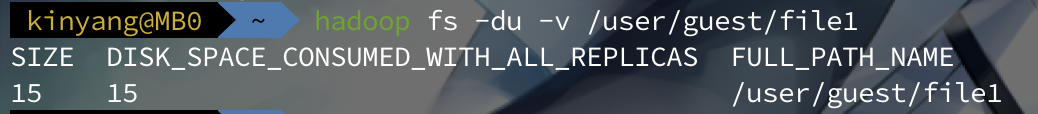 kinyang@MB0 ~ hadoop fs -du -v /user/guest/file1
SIZE DISK_SPACE_CONSUMED_WITH_ALL_REPLICAS FULL_PATH_NAME
15 15 /user/guest/file1